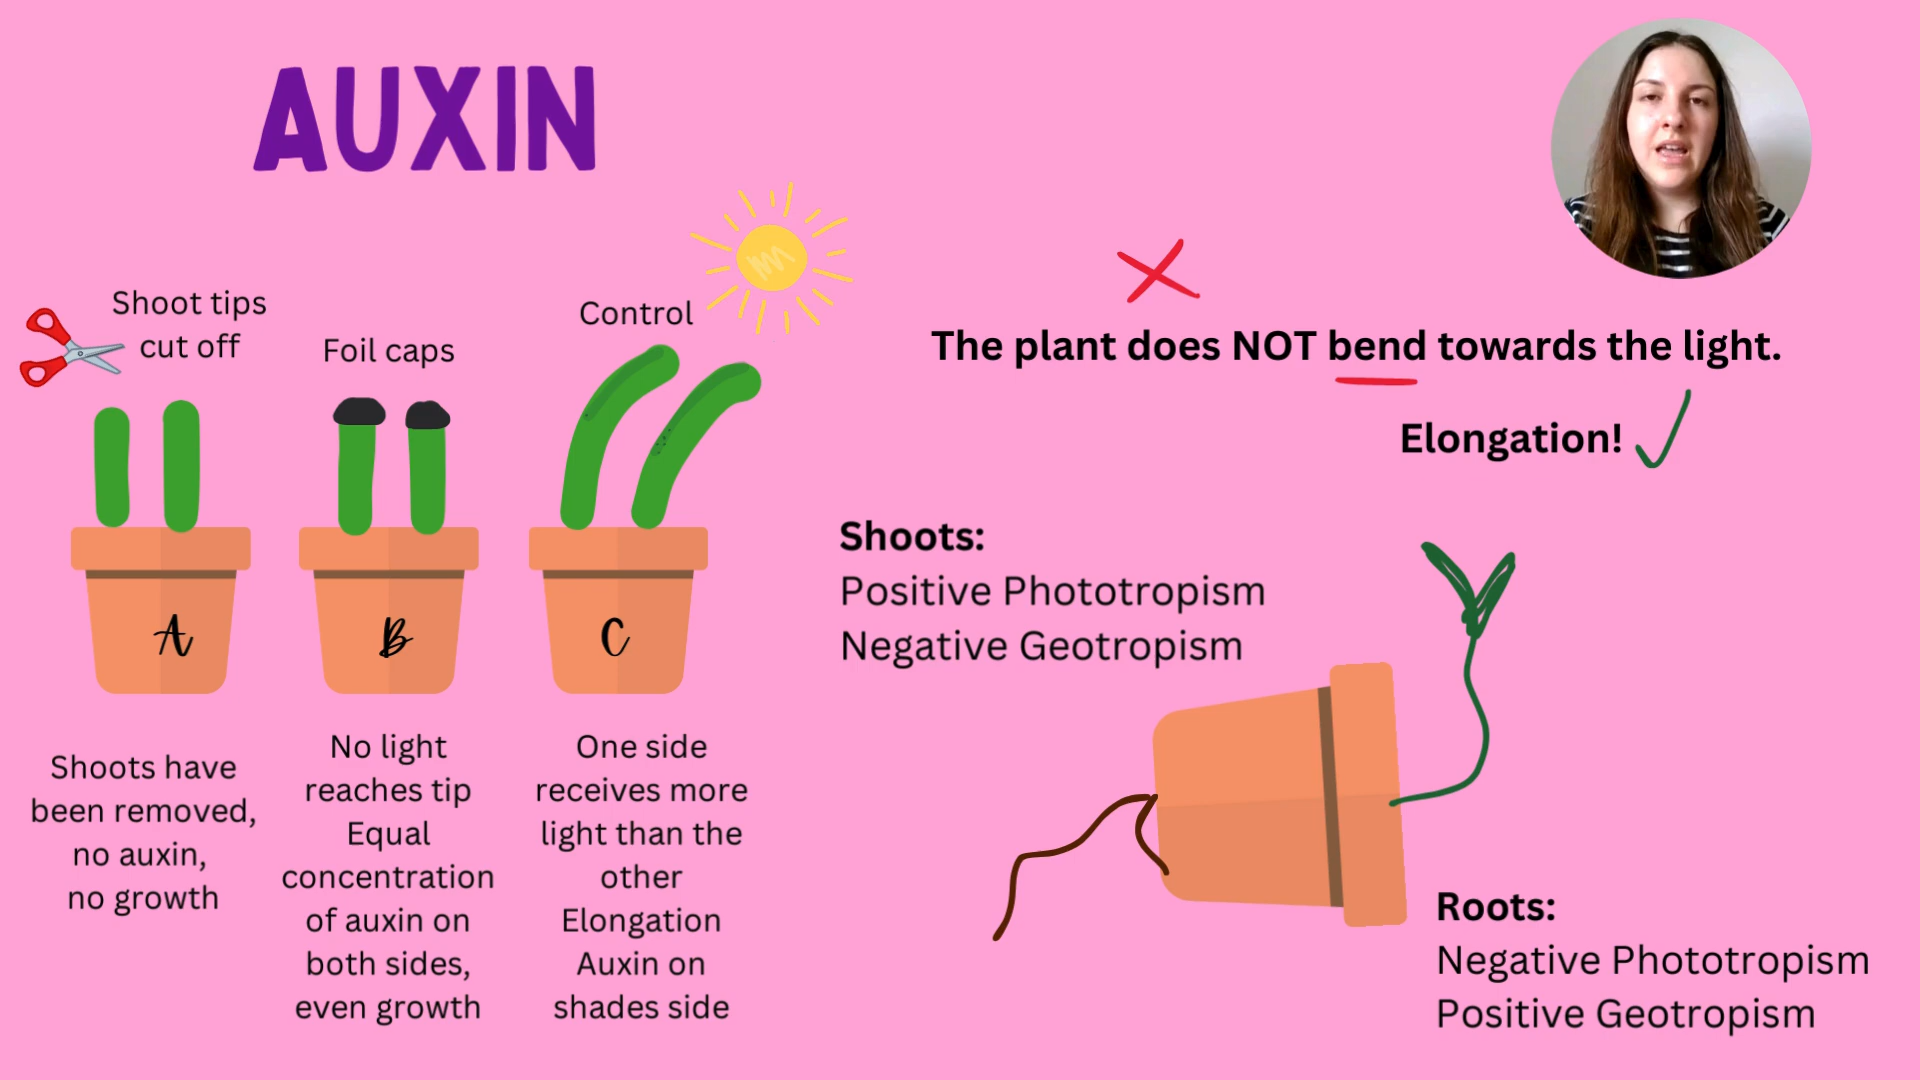 AUXIN
Shoot tips
cut off
Foil caps
Control
A
B
C
Shoots have
been removed,
no auxin,
no growth
No light
reaches tip
Equal
concentration
of auxin on
both sides,
even growth
One side
receives more
light than the
other
Elongation
Auxin on
shades side
The plant does NOT bend towards the light.
Elongation!
Shoots:
Positive Phototropism
Negative Geotropism
Roots:
Negative Phototropism
Positive Geotropism